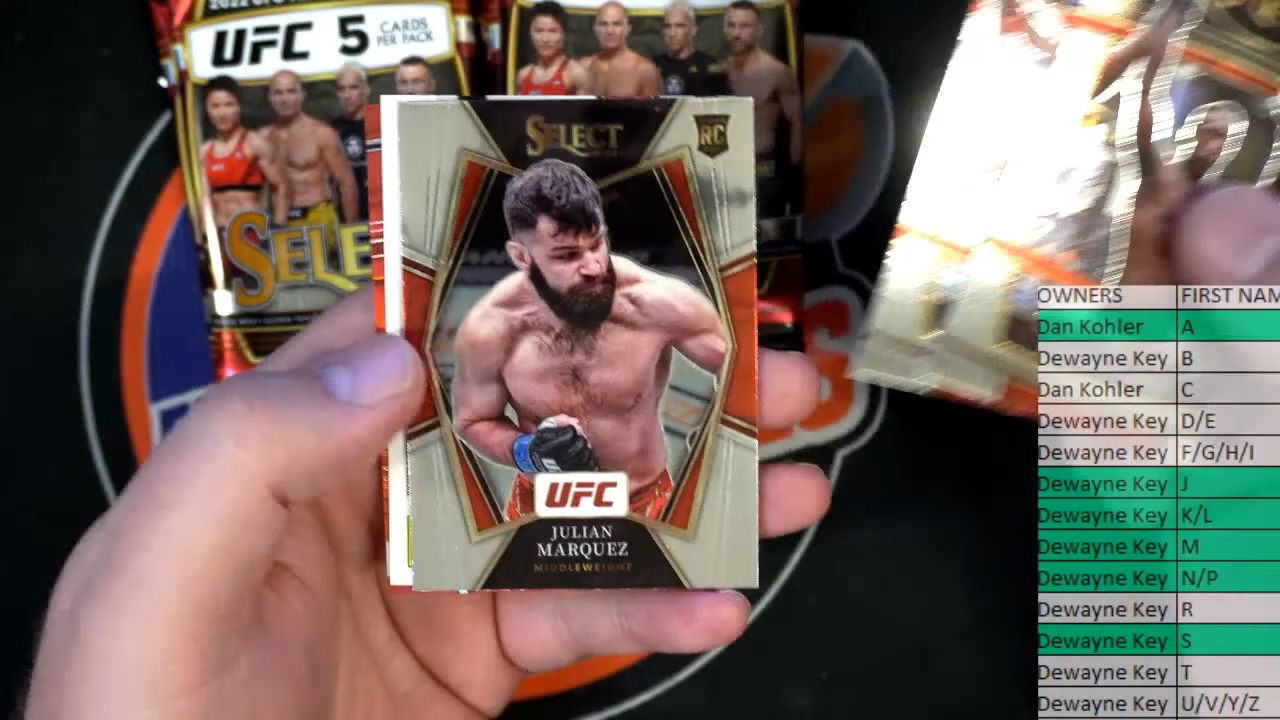 UFC 5 CARDS
PER PACK
SELE
SELECT
RC
UFC
JULIAN
MARQUEZ
MIDDLEWEIGHT
OWNERS FIRST NAM
Dan Kohler A
Dewayne Key B
Dan Kohler C
Dewayne Key D/E
Dewayne Key F/G/H/I
Dewayne Key J
Dewayne Key K/L
Dewayne Key M
Dewayne Key N/P
Dewayne Key R
Dewayne Key S
Dewayne Key T
Dewayne Key U/V/Y/Z